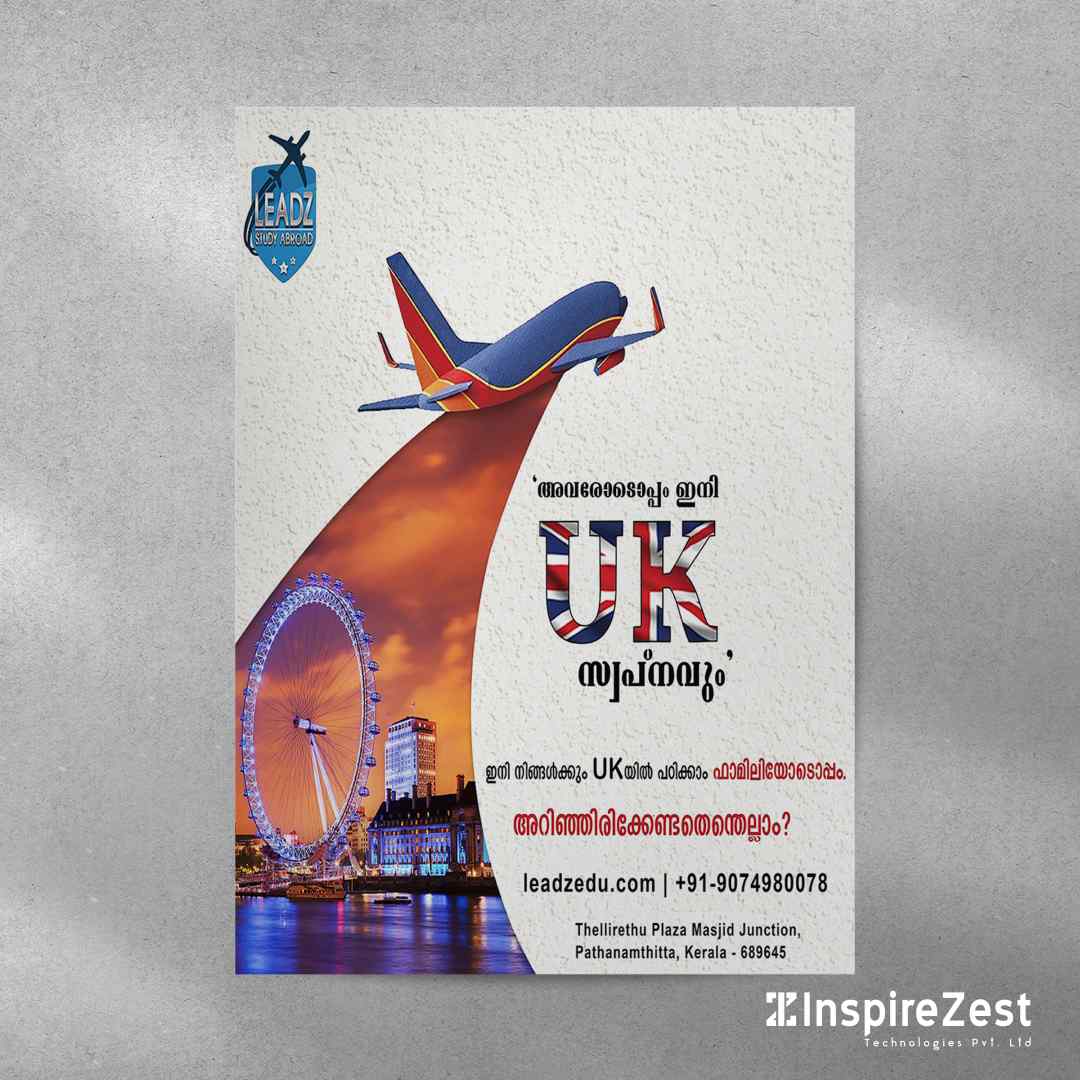 LEADZ
STUDY ABROAD
‘അവരോടൊപ്പം ഇനി
UK
സ്വപ്നവും’
ഇനി നിങ്ങൾക്കും UKയിൽ പഠിക്കാം ഫാമിലിയോടൊപ്പം.
അറിഞ്ഞിരിക്കേണ്ടതെന്തെല്ലാം?
leadzedu.com | +91-9074980078
Thellirethu Plaza Masjid Junction,
Pathanamthitta, Kerala - 689645
InspireZest
Technologies Pvt. Ltd